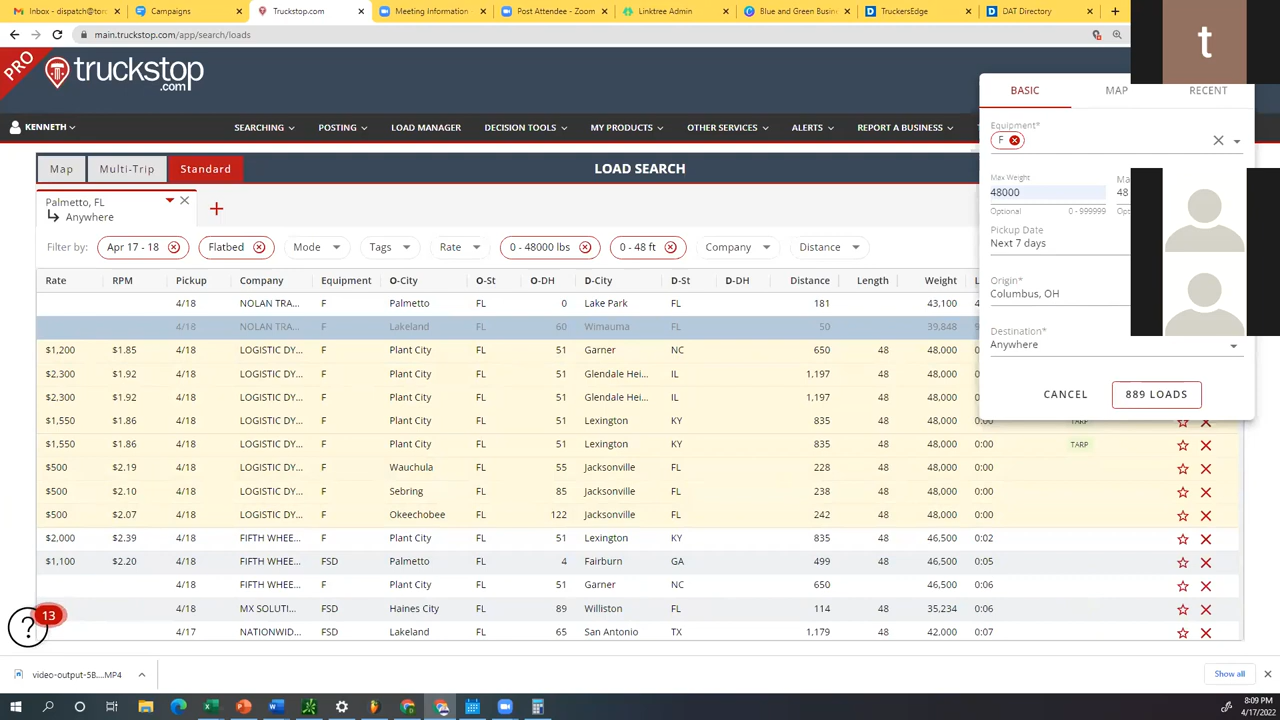 Inbox - dispatch@toro
Campaigns
Truckstop.com
Meeting Information
Post Attendee - Zoom
Linktree Admin
Blue and Green Busine
TruckersEdge
DAT Directory
main.truckstop.com/app/search/loads
PRO
truckstop
.com
t
KENNETH
SEARCHING
POSTING
LOAD MANAGER
DECISION TOOLS
MY PRODUCTS
OTHER SERVICES
ALERTS
REPORT A BUSINESS
BASIC MAP RECENT
Equipment*
F
Max Weight Ma
48000 48
Optional 0 - 999999 Opt
Pickup Date
Next 7 days
Origin*
Columbus, OH
Destination*
Anywhere
CANCEL 889 LOADS
Map Multi-Trip Standard LOAD SEARCH
Palmetto, FL
Anywhere
Filter by: Apr 17 - 18 Flatbed Mode Tags Rate 0 - 48000 lbs 0 - 48 ft Company Distance
Rate RPM Pickup Company Equipment O-City O-St O-DH D-City D-St D-DH Distance Length Weight
4/18 NOLAN TRA... F Palmetto FL 0 Lake Park FL 181 43,100
4/18 NOLAN TRA... F Lakeland FL 60 Wimauma FL 50 39,848
$1,200 $1.85 4/18 LOGISTIC DY... F Plant City FL 51 Garner NC 650 48 48,000
$2,300 $1.92 4/18 LOGISTIC DY... F Plant City FL 51 Glendale Hei... IL 1,197 48 48,000
$2,300 $1.92 4/18 LOGISTIC DY... F Plant City FL 51 Glendale Hei... IL 1,197 48 48,000
$1,550 $1.86 4/18 LOGISTIC DY... F Plant City FL 51 Lexington KY 835 48 48,000 0:00 TARP
$1,550 $1.86 4/18 LOGISTIC DY... F Plant City FL 51 Lexington KY 835 48 48,000 0:00 TARP
$500 $2.19 4/18 LOGISTIC DY... F Wauchula FL 55 Jacksonville FL 228 48 48,000 0:00
$500 $2.10 4/18 LOGISTIC DY... F Sebring FL 85 Jacksonville FL 238 48 48,000 0:00
$500 $2.07 4/18 LOGISTIC DY... F Okeechobee FL 122 Jacksonville FL 242 48 48,000 0:00
$2,000 $2.39 4/18 FIFTH WHEE... F Plant City FL 51 Lexington KY 835 48 46,500 0:02
$1,100 $2.20 4/18 FIFTH WHEE... FSD Palmetto FL 4 Fairburn GA 499 48 46,500 0:05
4/18 FIFTH WHEE... F Plant City FL 51 Garner NC 650 48 46,500 0:06
4/18 MX SOLUTI... FSD Haines City FL 89 Williston FL 114 48 35,234 0:06
4/17 NATIONWID... FSD Lakeland FL 65 San Antonio TX 1,179 48 42,000 0:07
?
13
video-output-5B....MP4
Show all
8:09 PM
4/17/2022